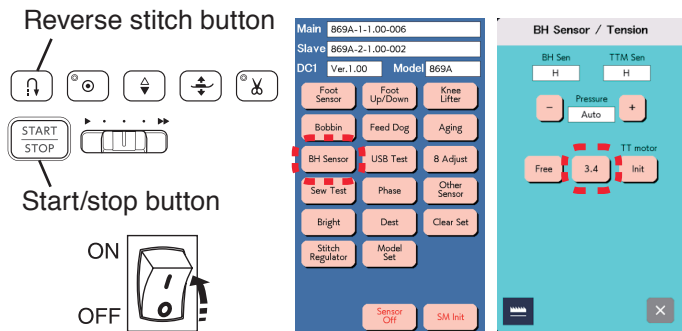 Reverse stitch button
START
STOP
Start/stop button
ON
OFF
Main 869A-1-1.00-006
Slave 869A-2-1.00-002
DC1 Ver.1.00 Model 869A
Foot
Sensor
Foot
Up/Down
Knee
Lifter
Bobbin
Feed Dog
Aging
BH Sensor
USB Test
8 Adjust
Sew Test
Phase
Other
Sensor
Bright
Dest
Clear Set
Stitch
Regulator
Model
Set
Sensor
Off
SM Init
BH Sensor / Tension
BH Sen TTM Sen
H H
Pressure
− Auto +
TT motor
Free 3.4 Init